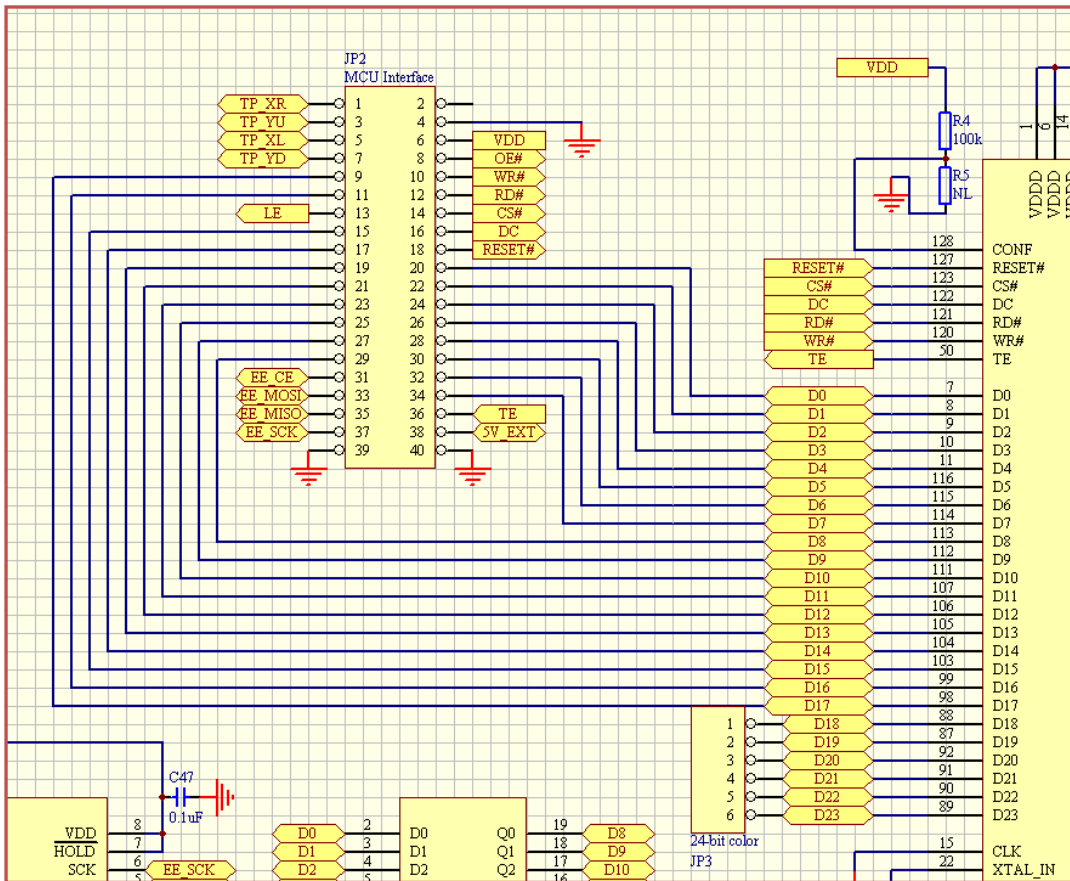 JP2
MCU Interface
VDD
TP_XR 1 2
TP_YU 3 4
TP_XL 5 6 VDD
TP_YD 7 8 OE#
9 10 WR#
11 12 RD#
LE 13 14 CS#
15 16 DC
17 18 RESET#
19 20
21 22
23 24
25 26
27 28
29 30
EE_CE 31 32
EE_MOSI 33 34
EE_MISO 35 36 TE
EE_SCK 37 38 5V_EXT
39 40
R4
100k
R5
NL
1 6 14
VDDD VDDD VDDD
128 CONF
RESET# 127 RESET#
CS# 123 CS#
DC 122 DC
RD# 121 RD#
WR# 120 WR#
TE 50 TE
D0 7 D0
D1 8 D1
D2 9 D2
D3 10 D3
D4 11 D4
D5 116 D5
D6 115 D6
D7 114 D7
D8 113 D8
D9 112 D9
D10 111 D10
D11 107 D11
D12 106 D12
D13 105 D13
D14 104 D14
D15 103 D15
D16 99 D16
D17 98 D17
1 D18 88 D18
2 D19 87 D19
3 D20 92 D20
4 D21 91 D21
5 D22 90 D22
6 D23 89 D23
24-bit color
JP3
15 CLK
22 XTAL_IN
C47
0.1uF
VDD 8
HOLD 7
SCK 6 EE_SCK
5
D0 2 D0 Q0 19 D8
D1 3 D1 Q1 18 D9
D2 4 D2 Q2 17 D10
5 16